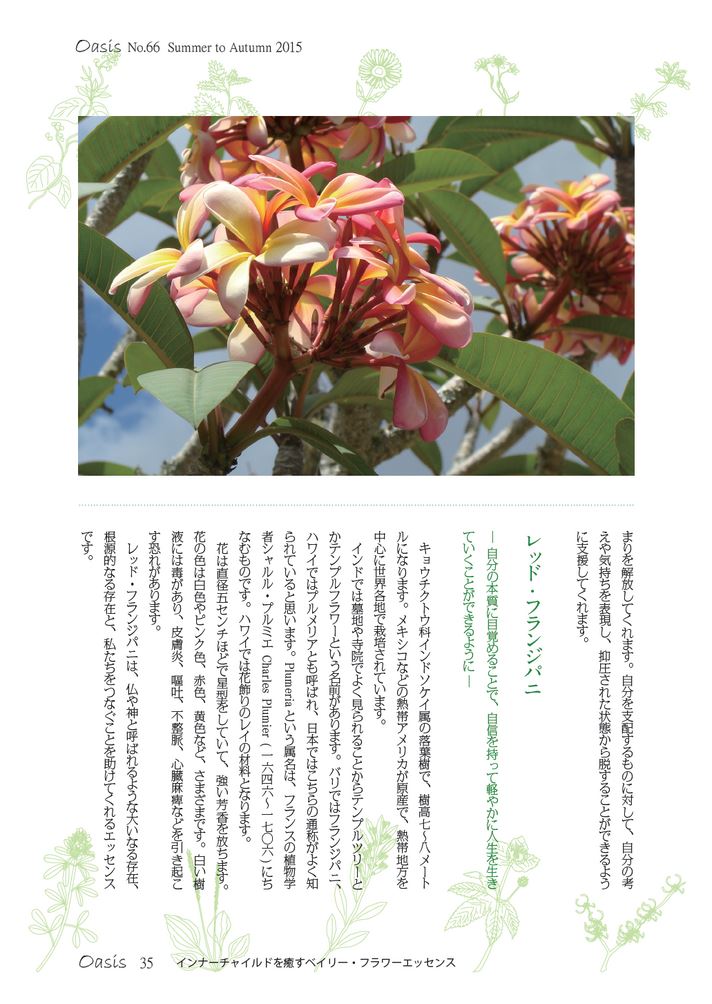 Oasis No.66 Summer to Autumn 2015
まりを解放してくれます。自分を支配するものに対して、自分の考
えや気持ちを表現し、抑圧された状態から脱することができるよう
に支援してくれます。
レッド・フランジパニ
― 自分の本質に目覚めることで、自信を持って軽やかに人生を生き
ていくことができるように ―
キョウチクトウ科インドソケイ属の落葉樹で、樹高七〜八メート
ルになります。メキシコなどの熱帯アメリカが原産で、熱帯地方を
中心に世界各地で栽培されています。
インドでは墓地や寺院でよく見られることからテンプルツリーと
かテンプルフラワーという名前があります。バリではフランジパニ、
ハワイではプルメリアとも呼ばれ、日本ではこちらの通称がよく知
られていると思います。Plumeria という属名は、フランスの植物学
者シャルル・プルミエ Charles Plumier (一六四六〜一七〇六) にち
なむものです。ハワイでは花飾りのレイの材料となります。
花は直径五センチほどで星型をしていて、強い芳香を放ちます。
花の色は白色やピンク色、赤色、黄色など、さまざまです。白い樹
液には毒があり、皮膚炎、嘔吐、不整脈、心臓麻痺などを引き起こ
す恐れがあります。
レッド・フランジパニは、仏や神と呼ばれるような大いなる存在、
根源的なる存在と、私たちをつなぐことを助けてくれるエッセンス
です。
Oasis 35 インナーチャイルドを癒すベイリー・フラワーエッセンス